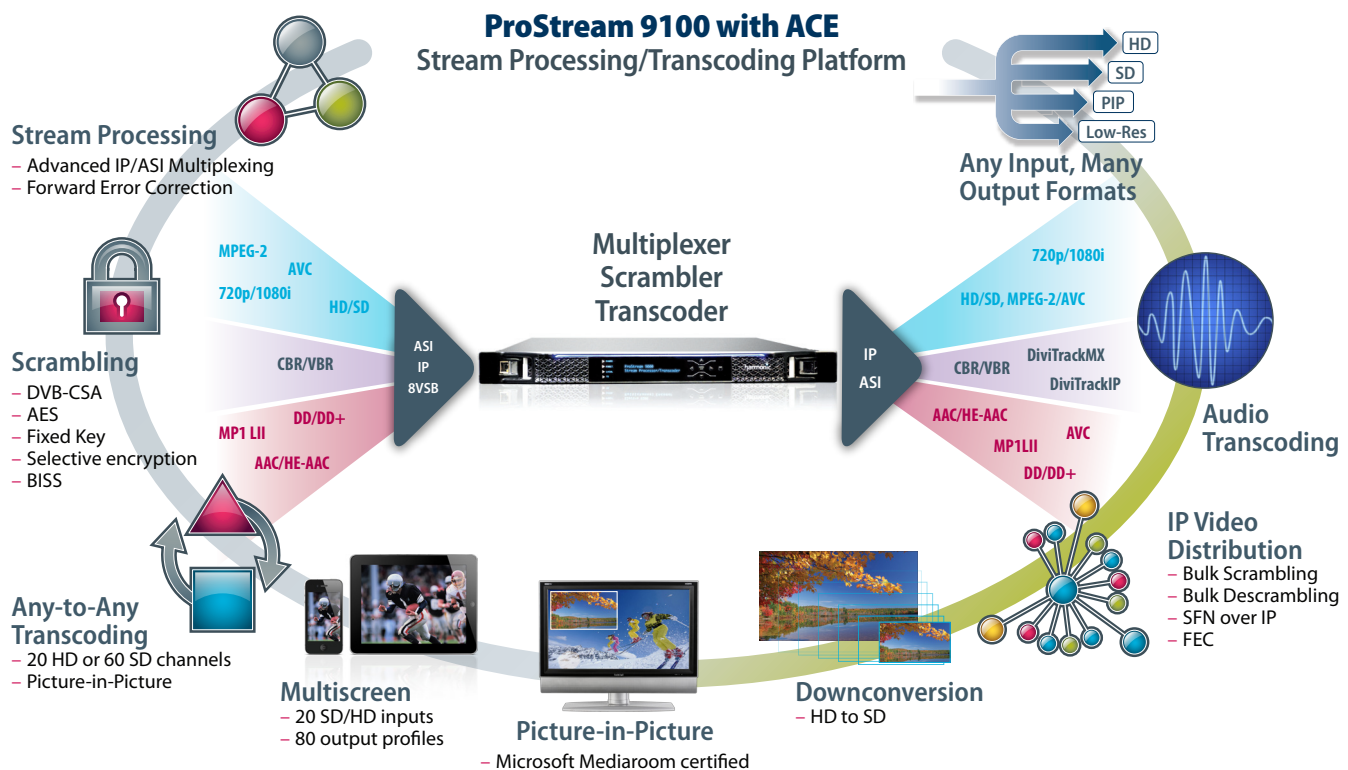 ProStream 9100 with ACE
Stream Processing/Transcoding Platform
Stream Processing
– Advanced IP/ASI Multiplexing
– Forward Error Correction
Scrambling
– DVB-CSA
– AES
– Fixed Key
– Selective encryption
– BISS
Any-to-Any
Transcoding
– 20 HD or 60 SD channels
– Picture-in-Picture
MPEG-2
AVC
720p/1080i
HD/SD
CBR/VBR
DD/DD+
MP1 LII
AAC/HE-AAC
ASI
IP
8VSB
Multiplexer
Scrambler
Transcoder
ProStream 9000
Stream Processor/Transcoder
harmonic
IP
ASI
720p/1080i
HD/SD, MPEG-2/AVC
DiviTrackMX
CBR/VBR
DiviTrackIP
AAC/HE-AAC
AVC
MP1LII
DD/DD+
HD
SD
PIP
Low-Res
Any Input, Many
Output Formats
Audio
Transcoding
IP Video
Distribution
– Bulk Scrambling
– Bulk Descrambling
– SFN over IP
– FEC
Multiscreen
– 20 SD/HD inputs
– 80 output profiles
Picture-in-Picture
– Microsoft Mediaroom certified
Downconversion
– HD to SD